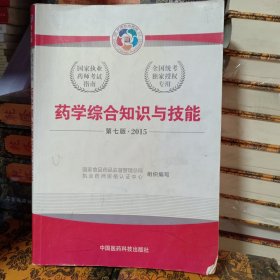 国家执业
药师考试
指南
全国统考
独家授权
专用
药学综合知识与技能
第七版·2015
国家食品药品监督管理总局
执业药师资格认证中心 组织编写
中国医药科技出版社